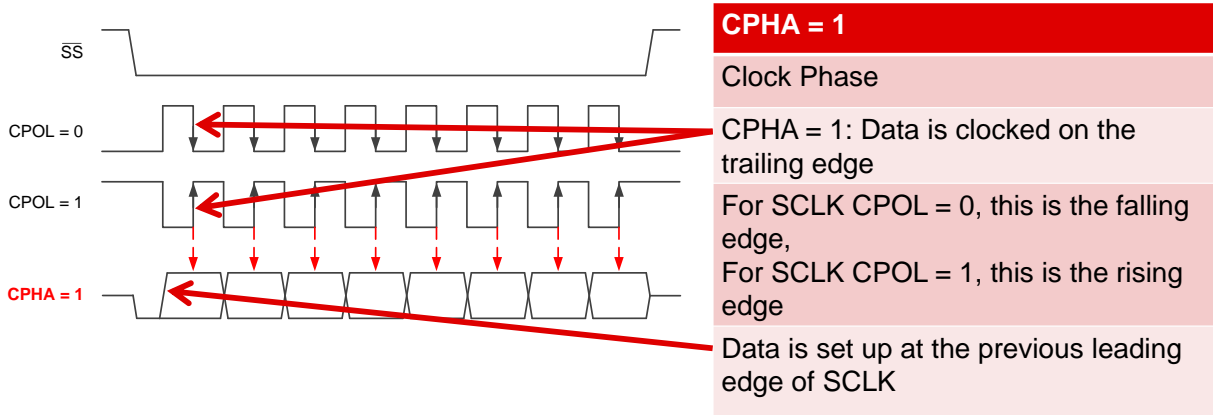 S̅S̅
CPOL = 0
CPOL = 1
CPHA = 1
CPHA = 1
Clock Phase
CPHA = 1: Data is clocked on the
trailing edge
For SCLK CPOL = 0, this is the falling
edge,
For SCLK CPOL = 1, this is the rising
edge
Data is set up at the previous leading
edge of SCLK